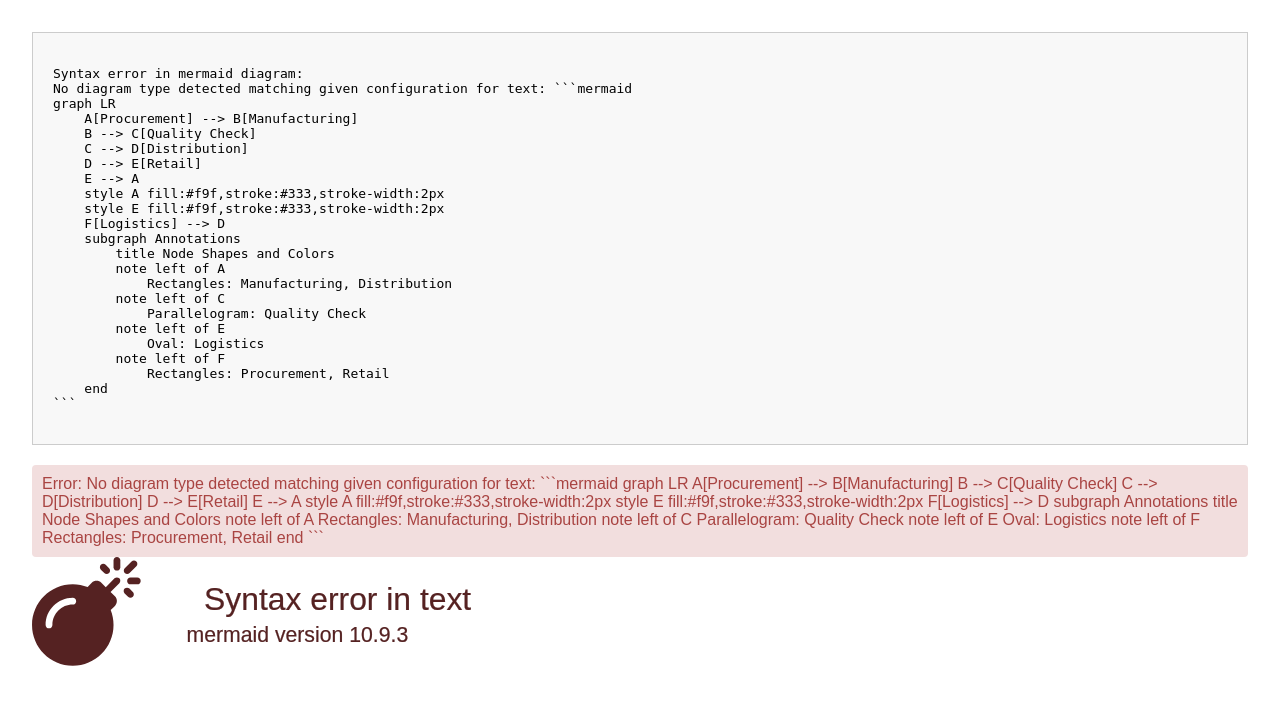 Syntax error in mermaid diagram:
No diagram type detected matching given configuration for text: ```mermaid
graph LR
    A[Procurement] --> B[Manufacturing]
    B --> C[Quality Check]
    C --> D[Distribution]
    D --> E[Retail]
    E --> A
    style A fill:#f9f,stroke:#333,stroke-width:2px
    style E fill:#f9f,stroke:#333,stroke-width:2px
    F[Logistics] --> D
    subgraph Annotations
        title Node Shapes and Colors
        note left of A
            Rectangles: Manufacturing, Distribution
        note left of C
            Parallelogram: Quality Check
        note left of E
            Oval: Logistics
        note left of F
            Rectangles: Procurement, Retail
    end
```
Error: No diagram type detected matching given configuration for text: ```mermaid graph LR A[Procurement] --> B[Manufacturing] B --> C[Quality Check] C -->
D[Distribution] D --> E[Retail] E --> A style A fill:#f9f,stroke:#333,stroke-width:2px style E fill:#f9f,stroke:#333,stroke-width:2px F[Logistics] --> D subgraph Annotations title
Node Shapes and Colors note left of A Rectangles: Manufacturing, Distribution note left of C Parallelogram: Quality Check note left of E Oval: Logistics note left of F
Rectangles: Procurement, Retail end ```
Syntax error in text
mermaid version 10.9.3